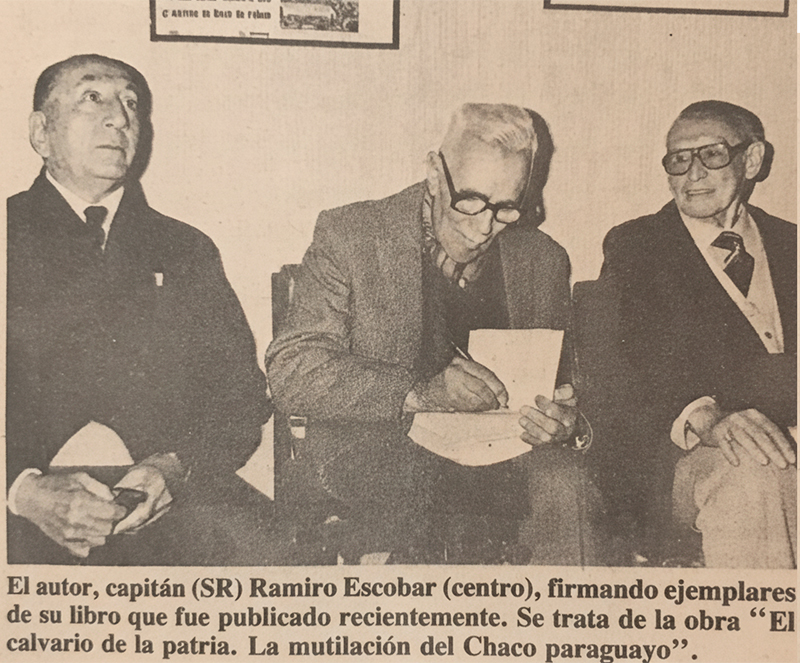 El autor, capitán (SR) Ramiro Escobar (centro), firmando ejemplares
de su libro que fue publicado recientemente. Se trata de la obra “El
calvario de la patria. La mutilación del Chaco paraguayo”.